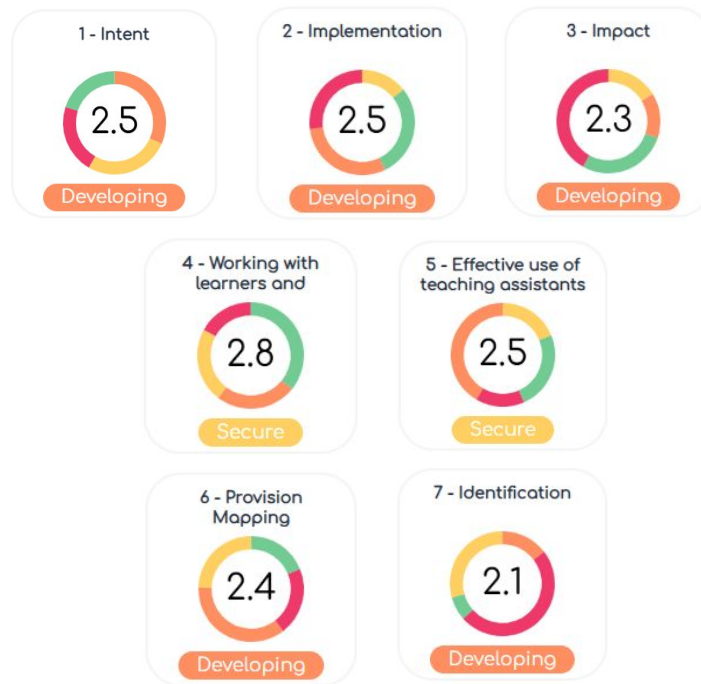 1 - Intent
2.5
Developing
2 - Implementation
2.5
Developing
3 - Impact
2.3
Developing
4 - Working with
learners and
2.8
Secure
5 - Effective use of
teaching assistants
2.5
Secure
6 - Provision
Mapping
2.4
Developing
7 - Identification
2.1
Developing